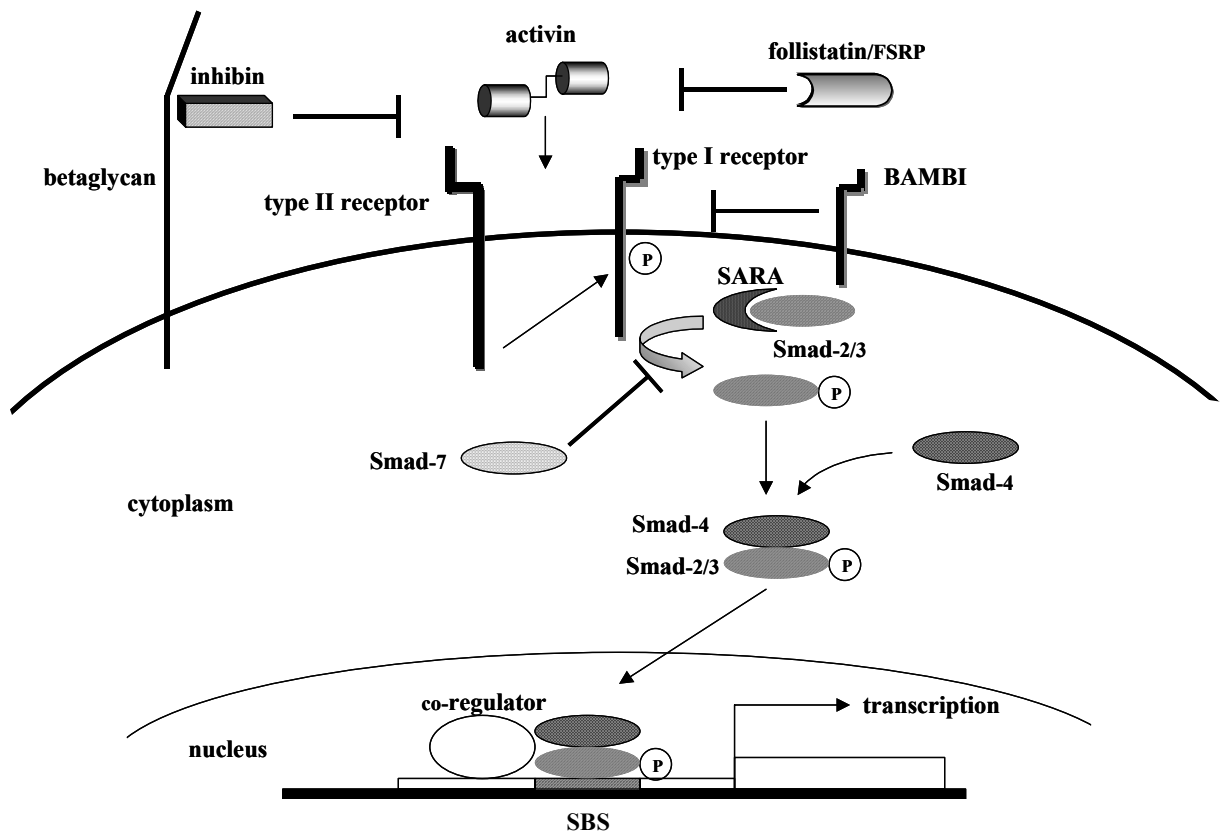 activin
follistatin/FSRP
inhibin
type I receptor
betaglycan
BAMBI
type II receptor
P
SARA
Smad-2/3
P
Smad-7
Smad-4
cytoplasm
Smad-4
Smad-2/3
P
co-regulator
transcription
nucleus
P
SBS